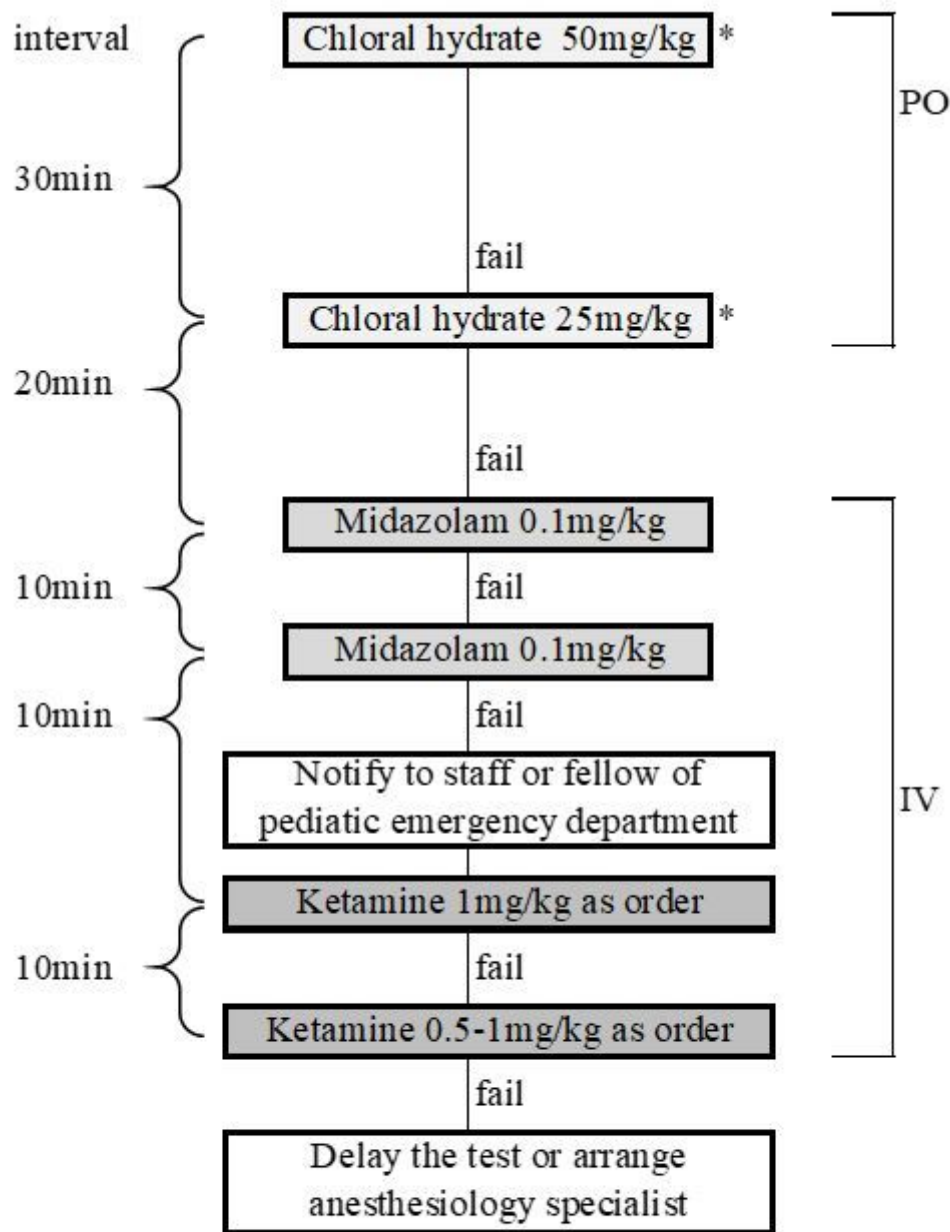 interval
Chloral hydrate 50mg/kg *
PO
30min
fail
Chloral hydrate 25mg/kg *
20min
fail
Midazolam 0.1mg/kg
10min
fail
Midazolam 0.1mg/kg
10min
fail
Notify to staff or fellow of
pediatic emergency department
IV
Ketamine 1mg/kg as order
10min
fail
Ketamine 0.5-1mg/kg as order
fail
Delay the test or arrange
anesthesiology specialist